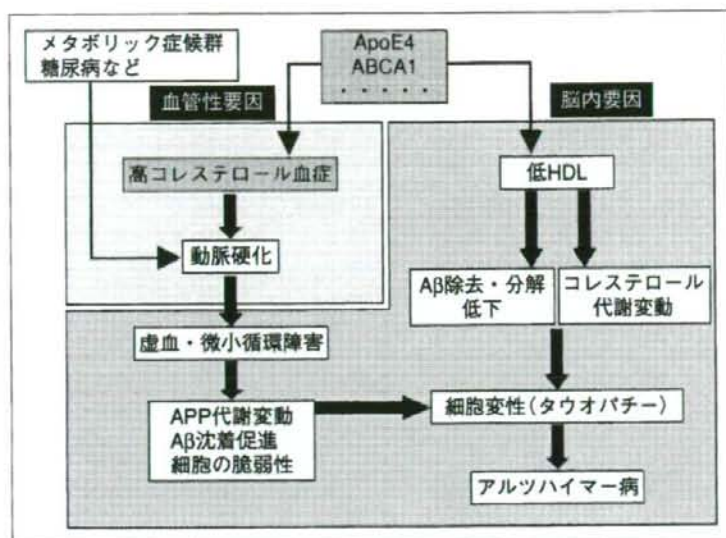 メタボリック症候群
糖尿病など
ApoE4
ABCA1
・・・・・
血管性要因
脳内要因
高コレステロール血症
低HDL
動脈硬化
Aβ除去・分解
低下
コレステロール
代謝変動
虚血・微小循環障害
APP代謝変動
Aβ沈着促進
細胞の脆弱性
細胞変性(タウオパチー)
アルツハイマー病